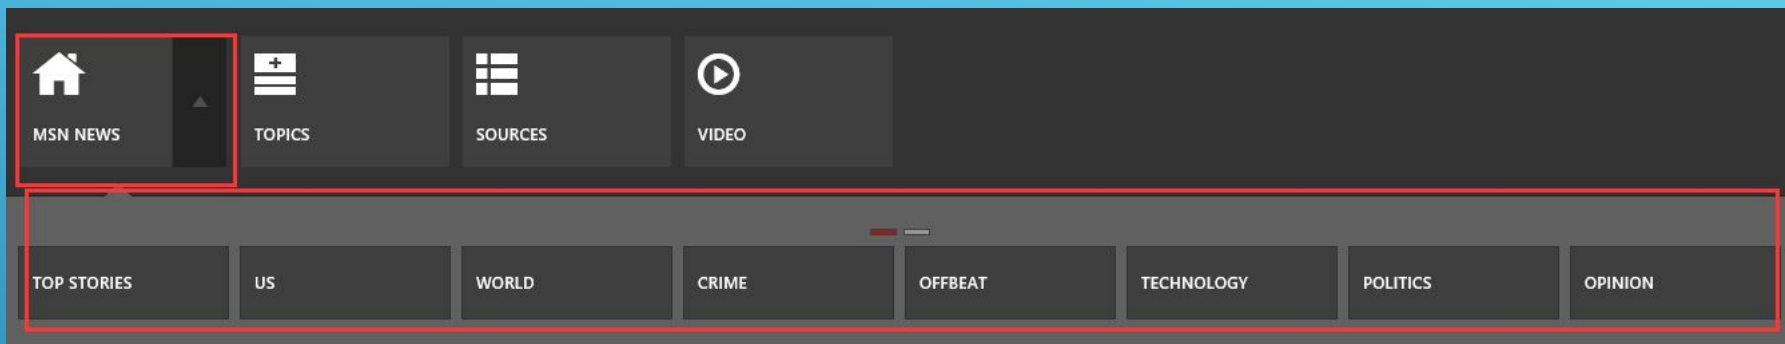 MSN NEWS
TOPICS
SOURCES
VIDEO
TOP STORIES
US
WORLD
CRIME
OFFBEAT
TECHNOLOGY
POLITICS
OPINION